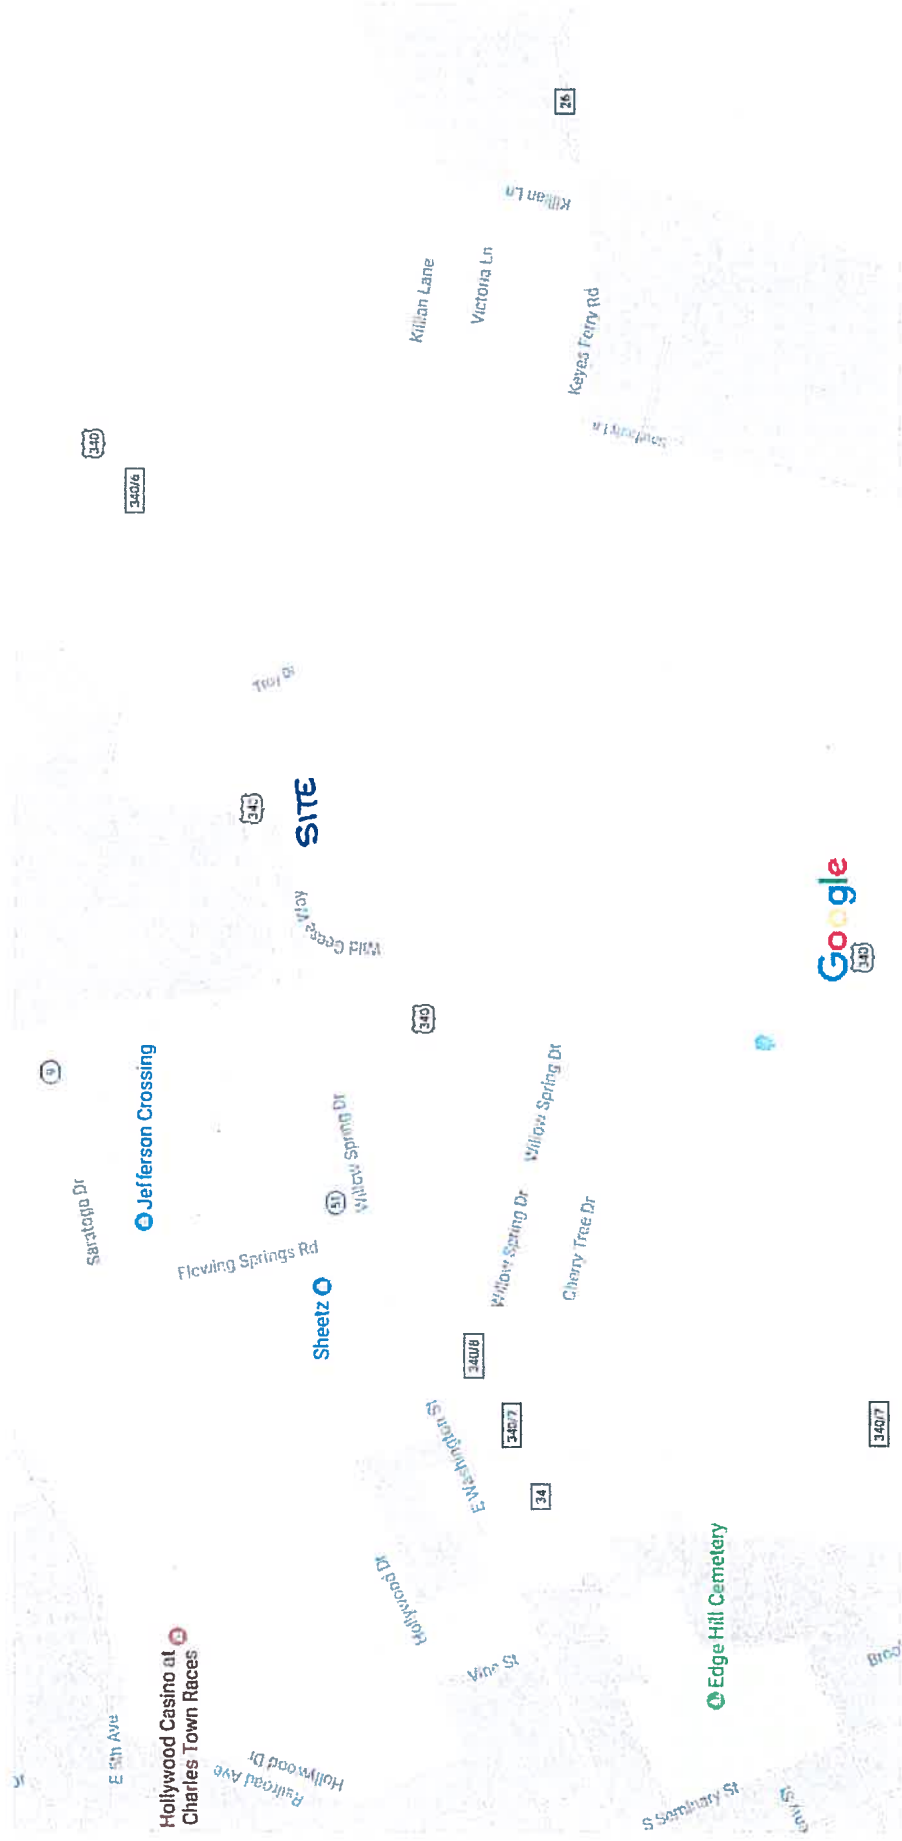 E 5th Ave
Hollywood Casino at
Charles Town Races
Railroad Ave
Hollywood Dr
Saratoga Dr
9
Jefferson Crossing
Flowing Springs Rd
Sheetz
51
Willow Spring Dr
340
340/6
340
SITE
Wild Goose Way
Troy Dr
340
Killian Lane
Victoria Ln
Killian Ln
26
Keyes Ferry Rd
Hollywood Dr
E Washington St
Vine St
340/8
340/7
34
Willow Spring Dr
Willow Spring Dr
Cherry Tree Dr
S Seminary St
Edge Hill Cemetery
340/7
Google
340